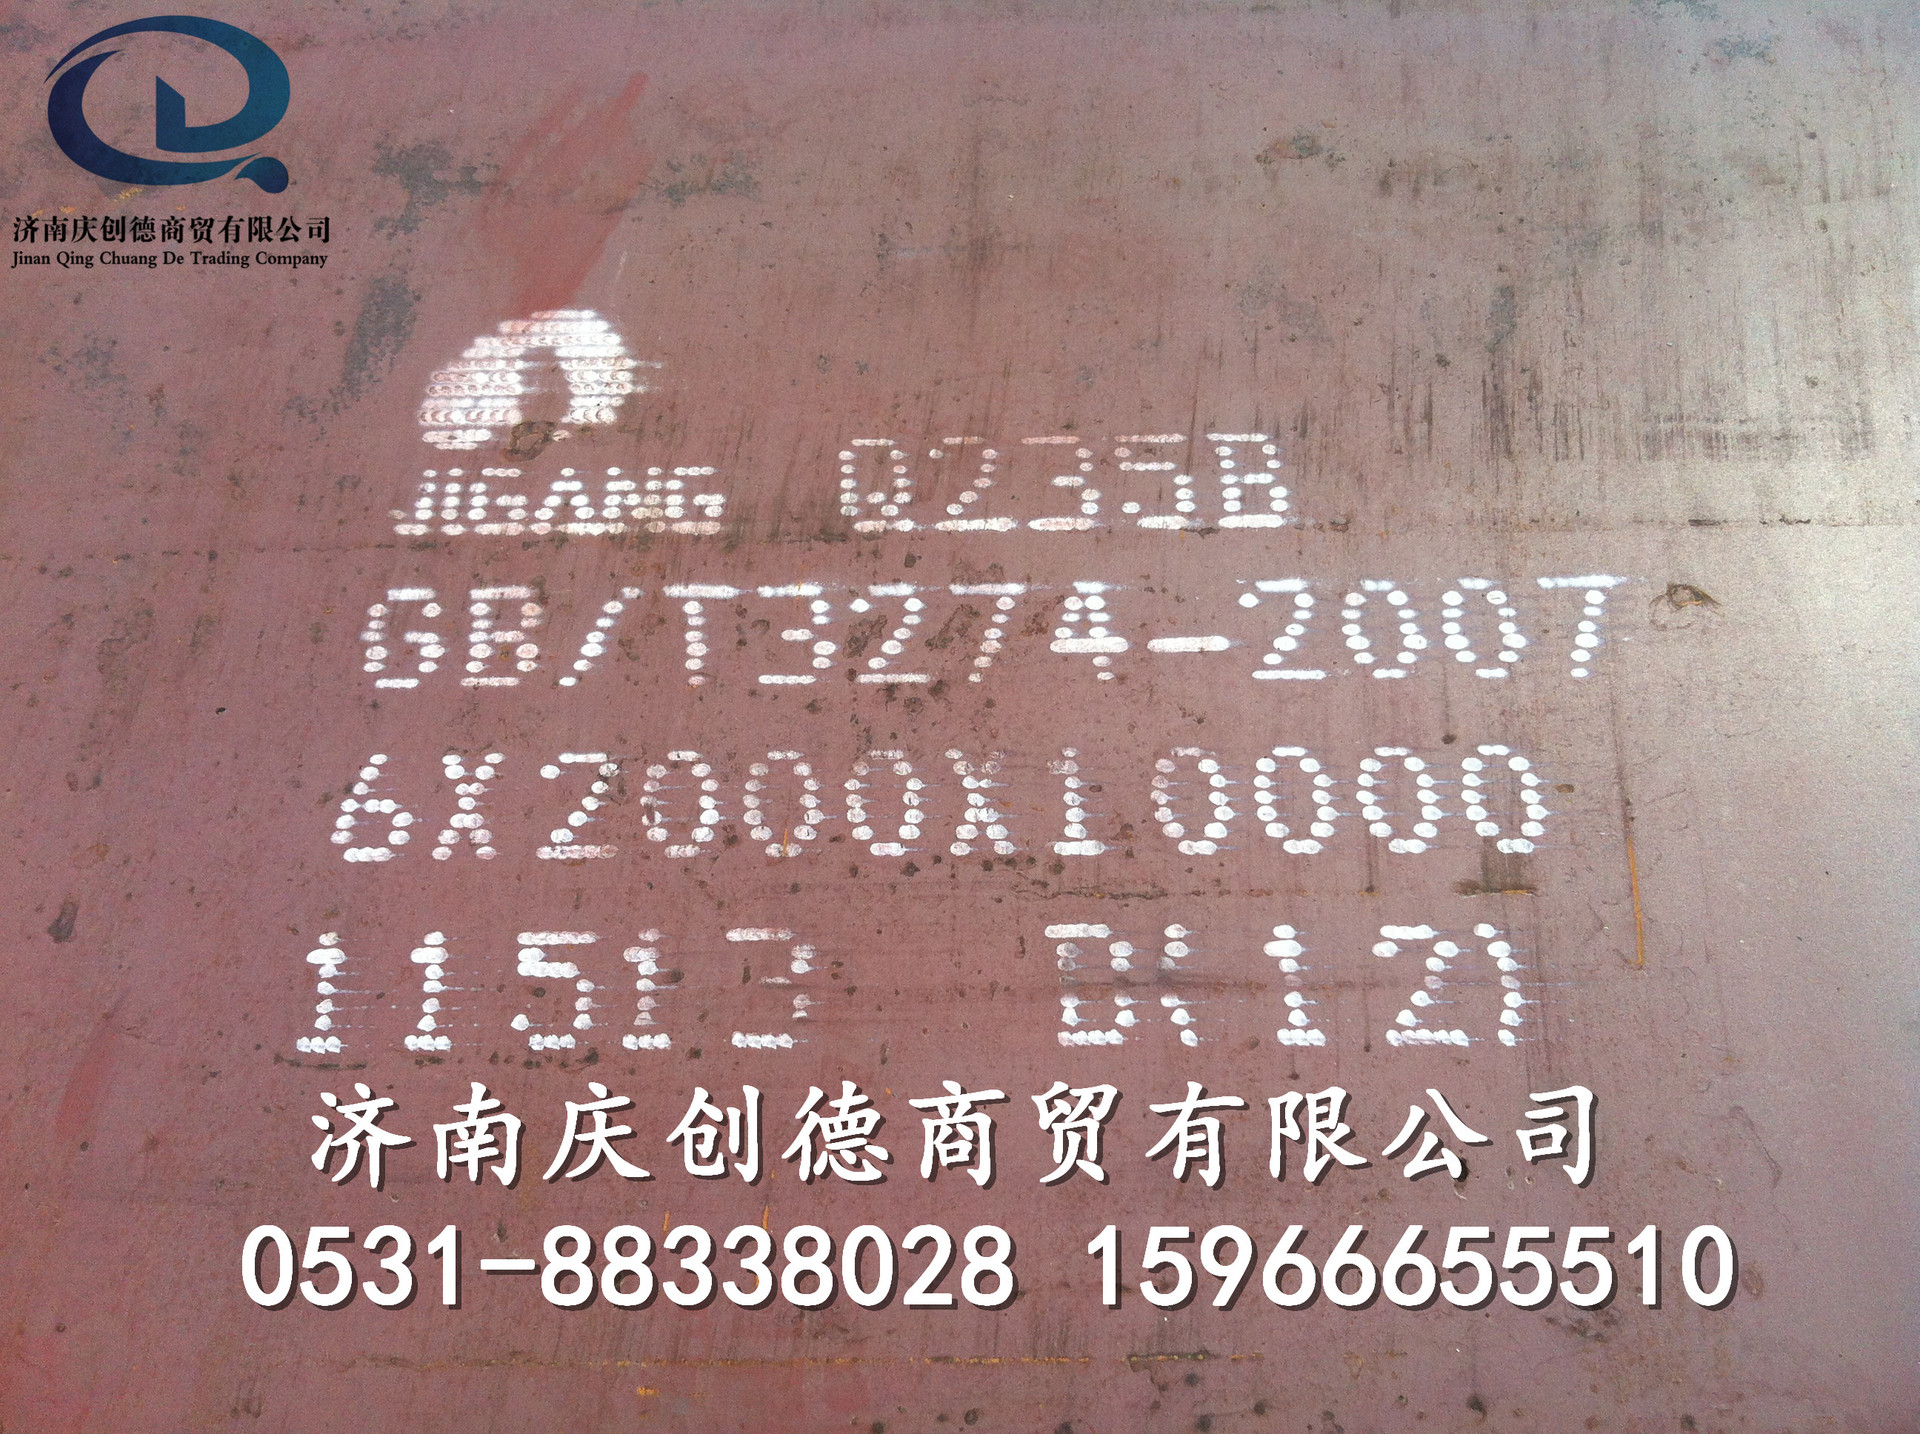 济南庆创德商贸有限公司
Jinan Qing Chuang De Trading Company
JIGANG Q235B
GB/T3274-2007
6X2000X10000
11513
济南庆创德商贸有限公司
0531-88338028 15966655510